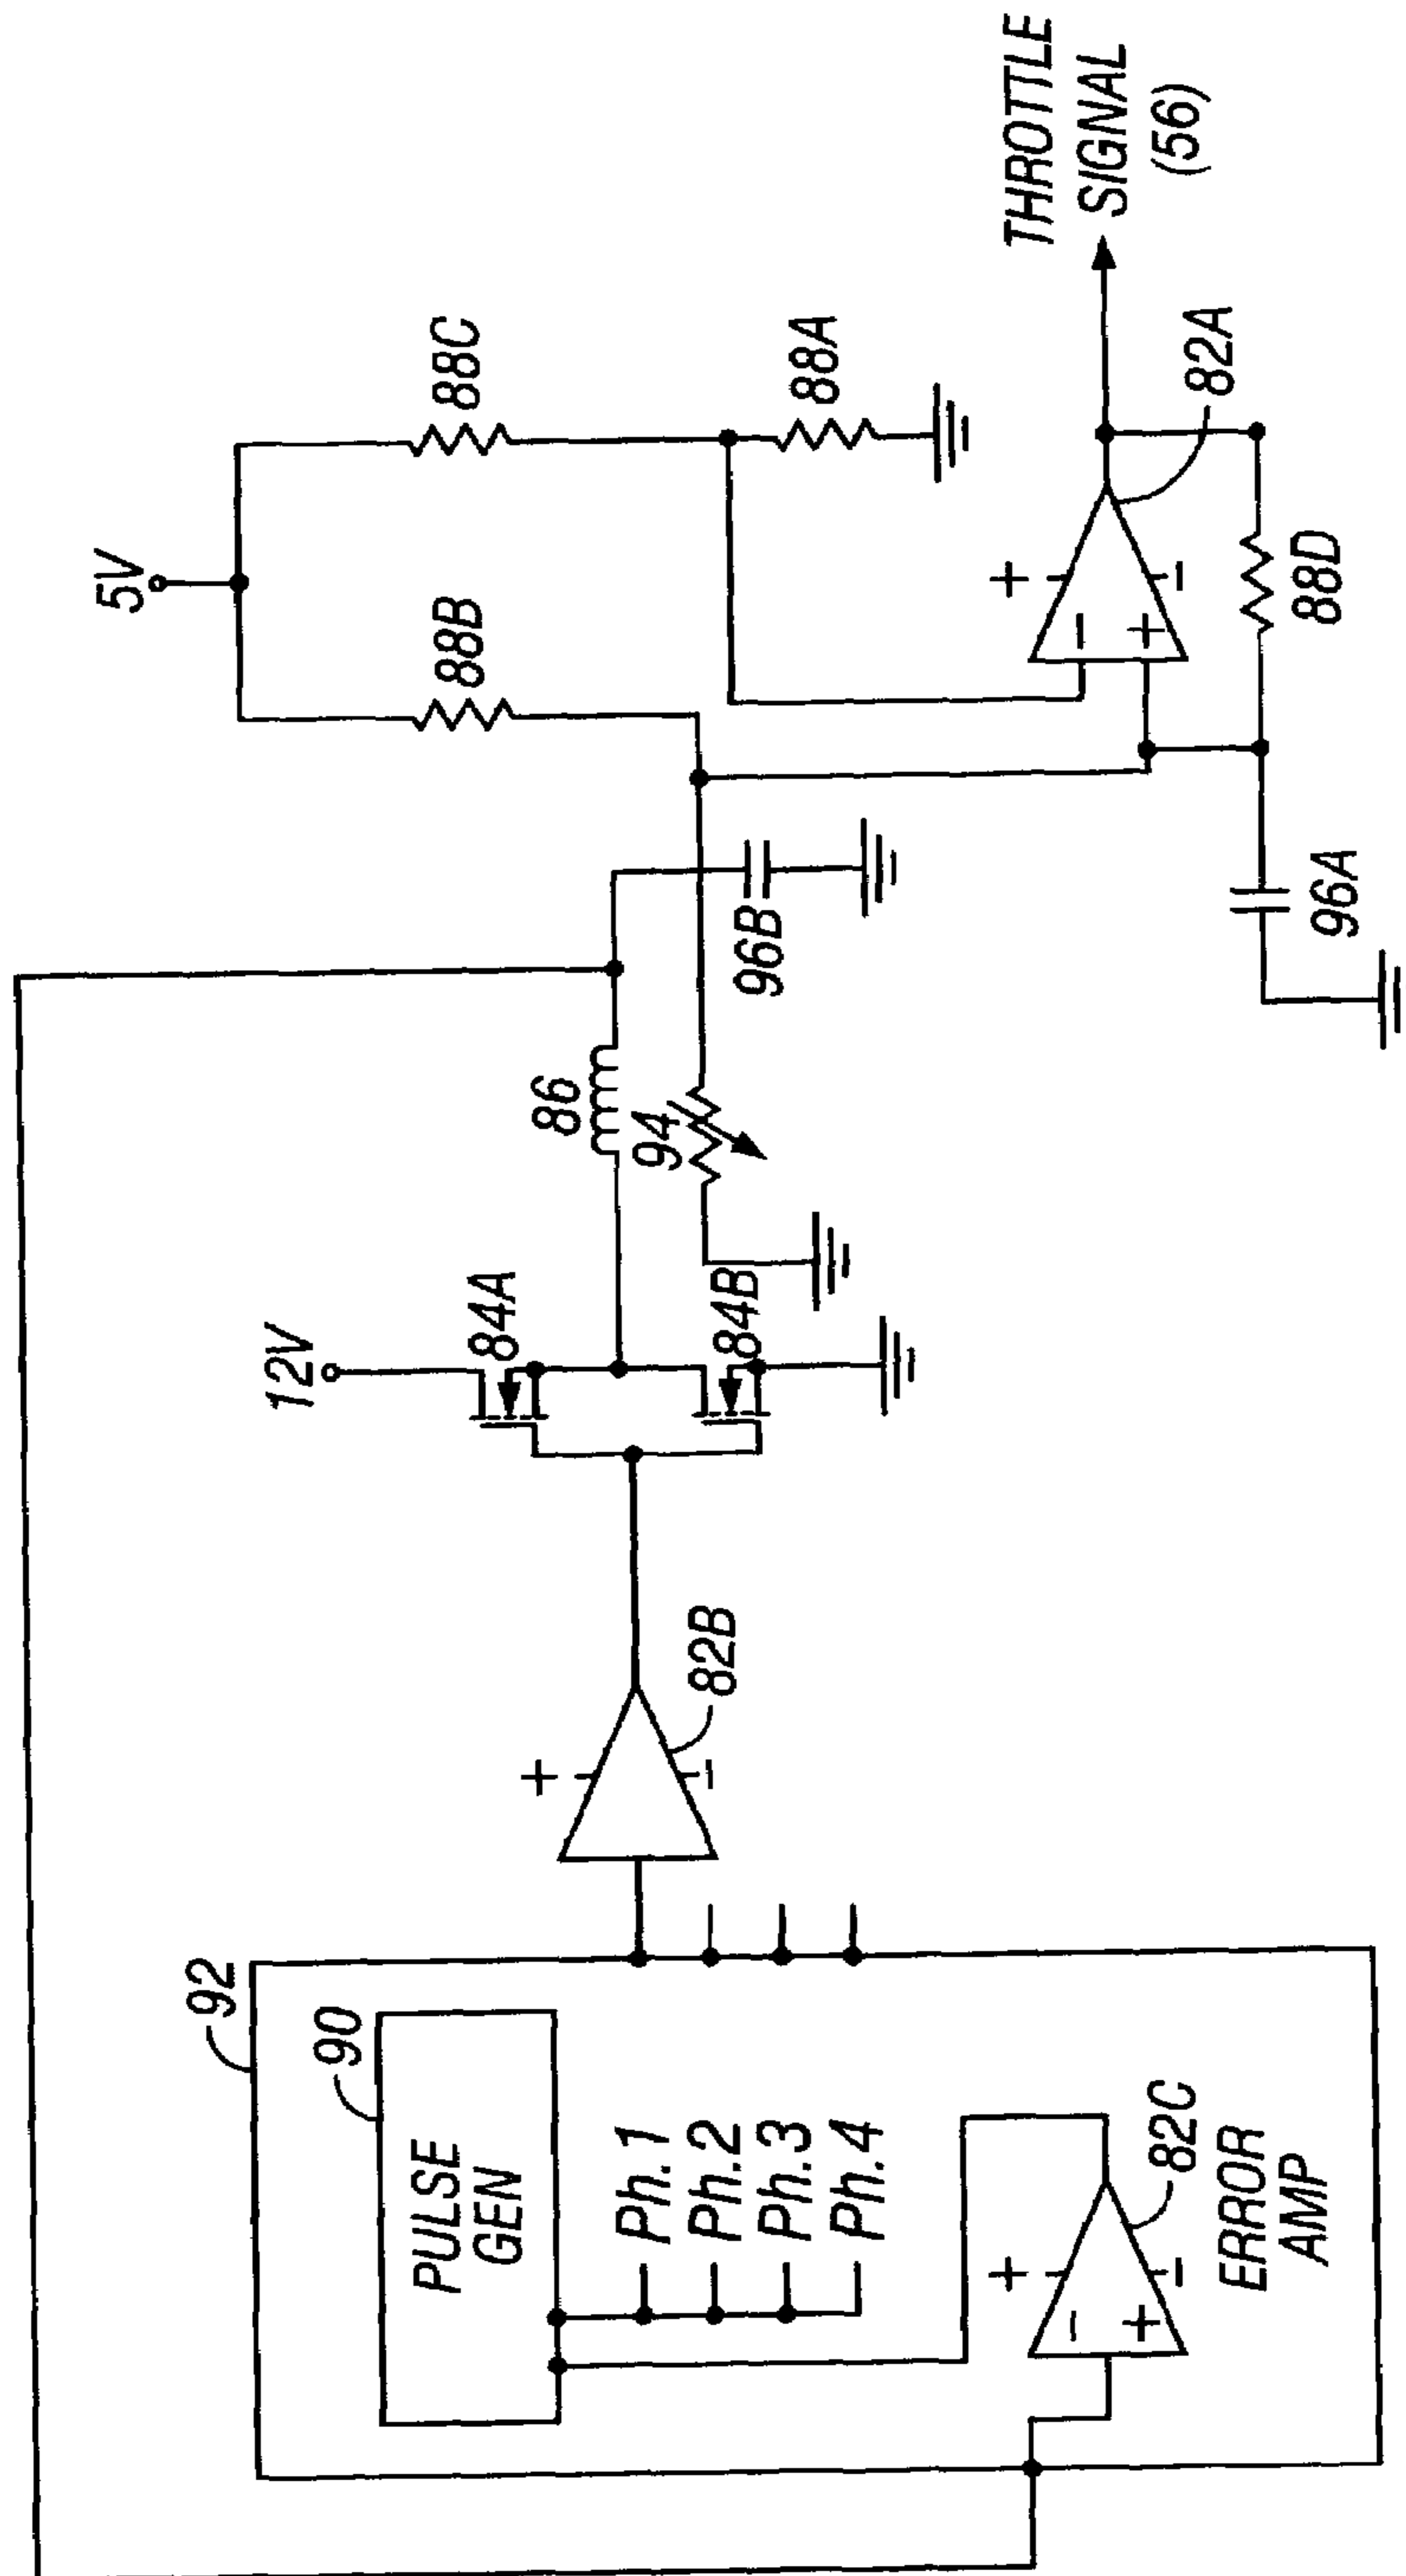 92
90
PULSE
GEN
Ph.1
Ph.2
Ph.3
Ph.4
82C
ERROR
AMP
82B
12V
84A
84B
86
94
96B
5V
88B
88C
88A
82A
88D
96A
THROTTLE
SIGNAL
(56)
+
-
-
+
+
-
+
-
-
+